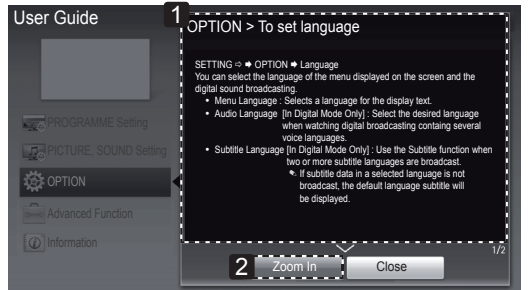 User Guide
1
OPTION > To set language
SETTING ⇨ ➡ OPTION ➡ Language
You can select the language of the menu displayed on the screen and the
digital sound broadcasting.
• Menu Language : Selects a language for the display text.
• Audio Language [In Digital Mode Only] : Select the desired language
when watching digital broadcasting containg several
voice languages.
• Subtitle Language [In Digital Mode Only] : Use the Subtitle function when
two or more subtitle languages are broadcast.
If subtitle data in a selected language is not
broadcast, the default language subtitle will
be displayed.
PROGRAMME Setting
PICTURE, SOUND Setting
OPTION
Advanced Function
Information
1/2
2
Zoom In
Close